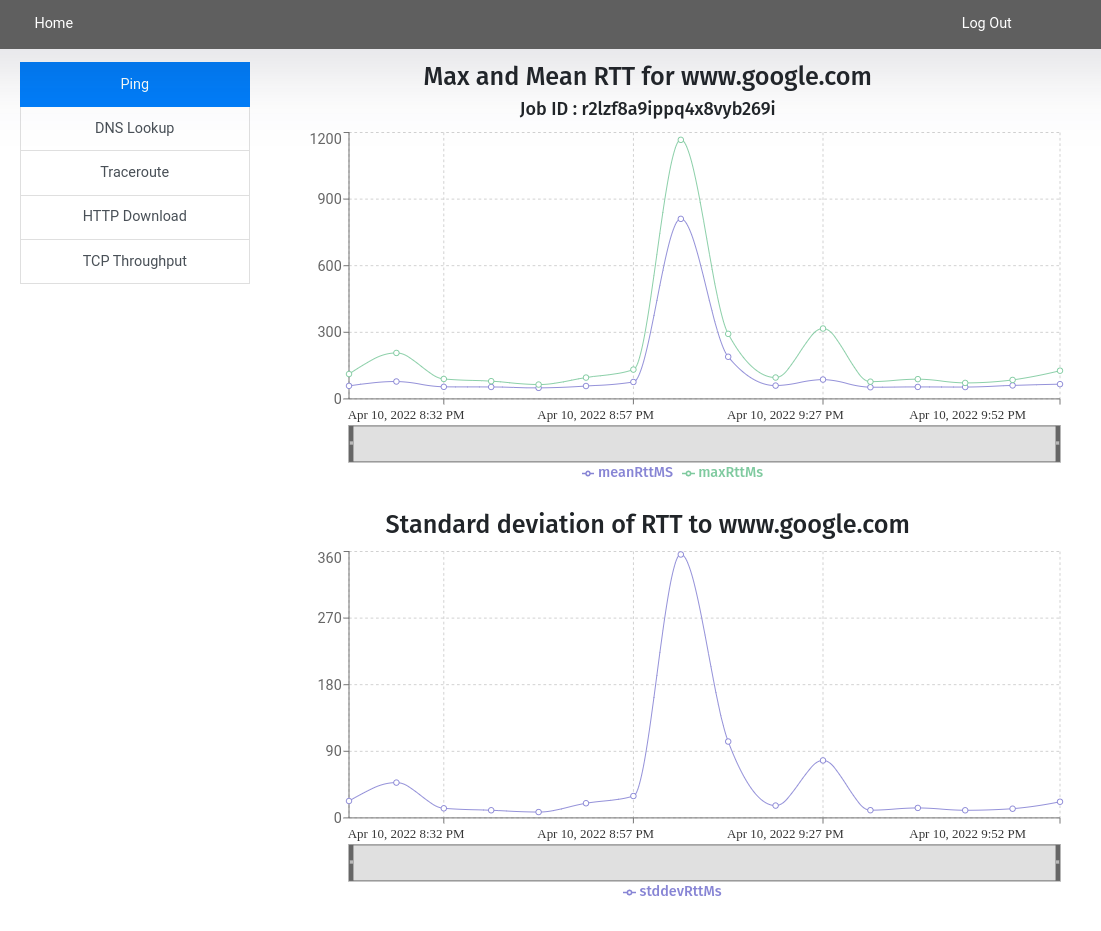 Home
Log Out
Ping
DNS Lookup
Traceroute
HTTP Download
TCP Throughput
Max and Mean RTT for www.google.com
Job ID : r2lzf8a9ippq4x8vyb269i
1200
900
600
300
0
Apr 10, 2022 8:32 PM
Apr 10, 2022 8:57 PM
Apr 10, 2022 9:27 PM
Apr 10, 2022 9:52 PM
meanRttMS
maxRttMs
Standard deviation of RTT to www.google.com
360
270
180
90
0
Apr 10, 2022 8:32 PM
Apr 10, 2022 8:57 PM
Apr 10, 2022 9:27 PM
Apr 10, 2022 9:52 PM
stddevRttMs